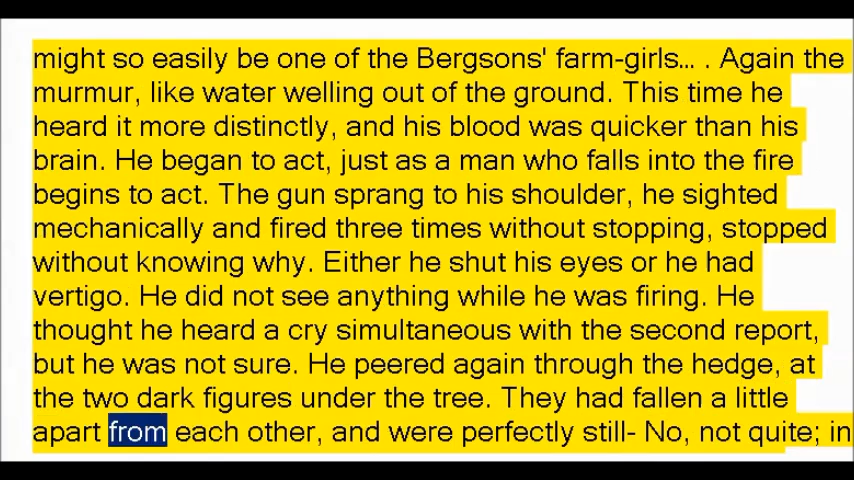 might so easily be one of the Bergsons' farm-girls... . Again the
murmur, like water welling out of the ground. This time he
heard it more distinctly, and his blood was quicker than his
brain. He began to act, just as a man who falls into the fire
begins to act. The gun sprang to his shoulder, he sighted
mechanically and fired three times without stopping, stopped
without knowing why. Either he shut his eyes or he had
vertigo. He did not see anything while he was firing. He
thought he heard a cry simultaneous with the second report,
but he was not sure. He peered again through the hedge, at
the two dark figures under the tree. They had fallen a little
apart from each other, and were perfectly still- No, not quite; in